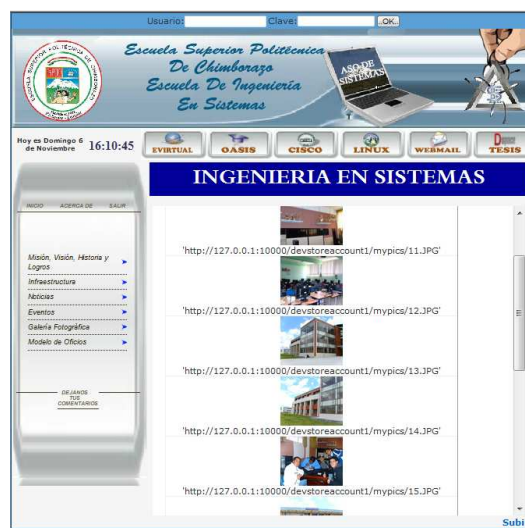 Usuario: Clave: ..OK..
Escuela Superior Politécnica
De Chimborazo
Escuela De Ingeniería
En Sistemas
ASO DE
SISTEMAS
Hoy es Domingo 6
de Noviembre
16:10:45
EVIRTUAL OASIS CISCO LINUX WEBMAIL TESIS
INGENIERIA EN SISTEMAS
INICIO ACERCA DE SALIR
Misión, Visión, Historia y
Logros
Infraestructura
Noticias
Eventos
Galería Fotográfica
Modelo de Oficios
DEJANOS
TUS
COMENTARIOS
'http://127.0.0.1:10000/devstoreaccount1/mypics/11.JPG'
'http://127.0.0.1:10000/devstoreaccount1/mypics/12.JPG'
'http://127.0.0.1:10000/devstoreaccount1/mypics/13.JPG'
'http://127.0.0.1:10000/devstoreaccount1/mypics/14.JPG'
'http://127.0.0.1:10000/devstoreaccount1/mypics/15.JPG'
Subi